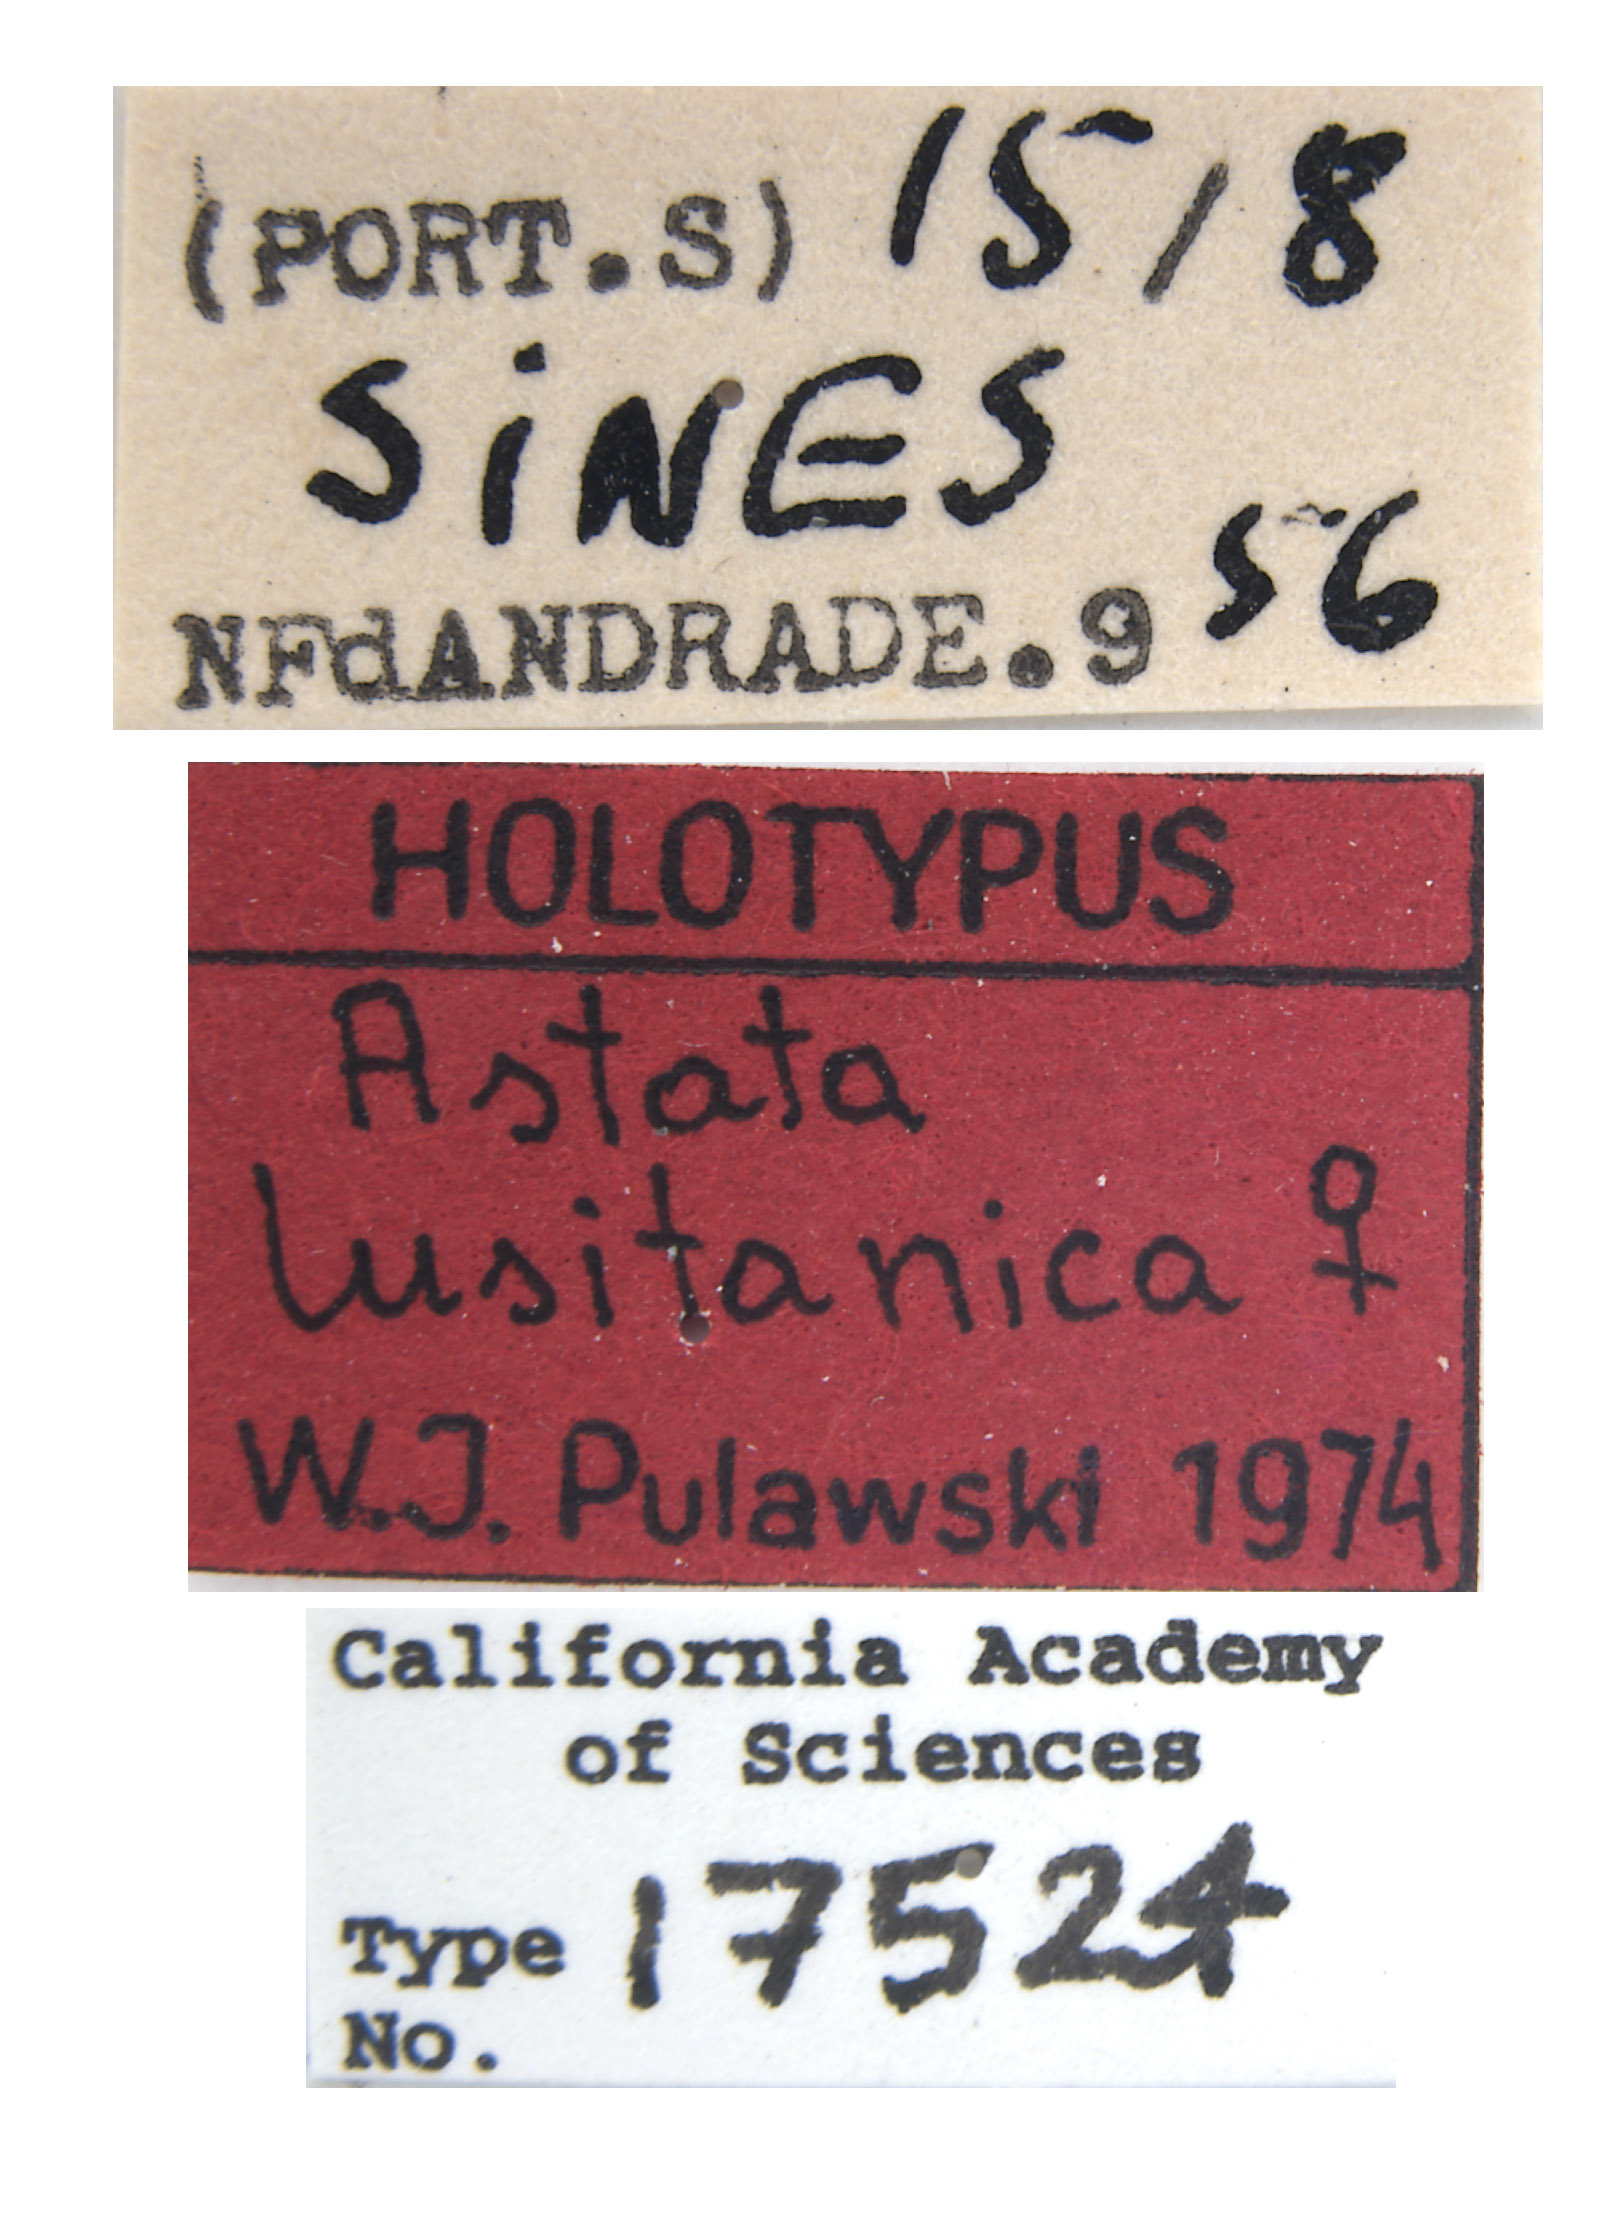 (PORT.S) 15/8
SiNES
NFdANDRADE.956
HOLOTYPUS
Astata
lusitanica ♀
W.J. Pulawski 1974
California Academy
of Sciences
Type 17524
No.